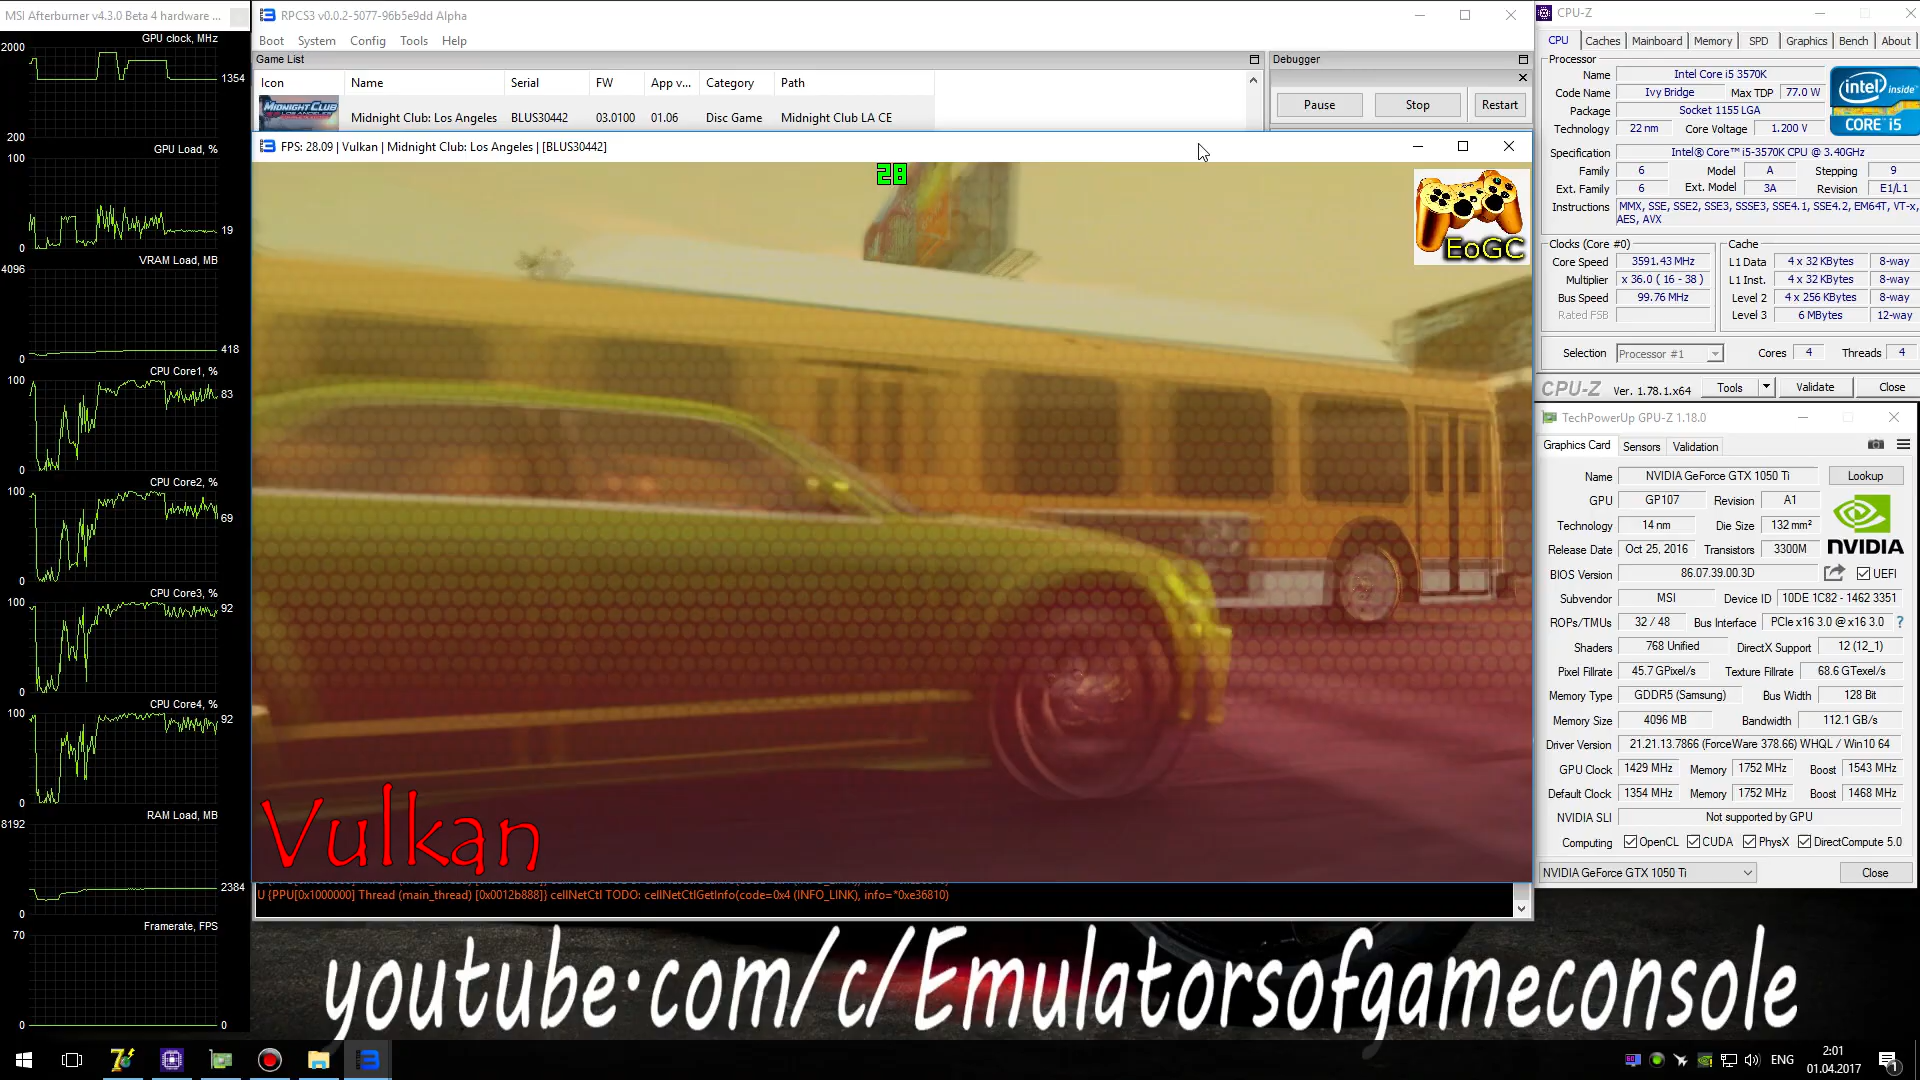 MSI Afterburner v4.3.0 Beta 4 hardware ...
GPU clock, MHz
2000
1354
200
GPU Load, %
100
19
0
VRAM Load, MB
4096
418
0
CPU Core1, %
100
83
0
CPU Core2, %
100
69
0
CPU Core3, %
100
92
0
CPU Core4, %
100
92
0
RAM Load, MB
8192
2384
0
Framerate, FPS
70
0
0
RPCS3 v0.0.2-5077-96b5e9dd Alpha
Boot System Config Tools Help
Game List
Icon Name Serial FW App v... Category Path
MIDNIGHT CLUB
Midnight Club: Los Angeles BLUS30442 03.0100 01.06 Disc Game Midnight Club LA CE
Debugger
Pause Stop Restart
FPS: 28.09 | Vulkan | Midnight Club: Los Angeles | [BLUS30442]
28
EoGC
Vulkan
U {PPU[0x1000000] Thread (main_thread) [0x0012b888]} cellNetCtl TODO: cellNetCtlGetInfo(code=0x4 (INFO_LINK), info=*0xe36810)
youtube.com/c/Emulatorsofgameconsole
CPU-Z
CPU Caches Mainboard Memory SPD Graphics Bench About
Processor
Name Intel Core i5 3570K
Code Name Ivy Bridge Max TDP 77.0 W
Package Socket 1155 LGA
Technology 22 nm Core Voltage 1.200 V
intel inside
CORE i5
Specification Intel® Core™ i5-3570K CPU @ 3.40GHz
Family 6 Model A Stepping 9
Ext. Family 6 Ext. Model 3A Revision E1/L1
Instructions MMX, SSE, SSE2, SSE3, SSSE3, SSE4.1, SSE4.2, EM64T, VT-x,
AES, AVX
Clocks (Core #0)
Core Speed 3591.43 MHz
Multiplier x 36.0 ( 16 - 38 )
Bus Speed 99.76 MHz
Rated FSB
Cache
L1 Data 4 x 32 KBytes 8-way
L1 Inst. 4 x 32 KBytes 8-way
Level 2 4 x 256 KBytes 8-way
Level 3 6 MBytes 12-way
Selection Processor #1 Cores 4 Threads 4
CPU-Z Ver. 1.78.1.x64 Tools Validate Close
TechPowerUp GPU-Z 1.18.0
Graphics Card Sensors Validation
Name NVIDIA GeForce GTX 1050 Ti Lookup
GPU GP107 Revision A1
Technology 14 nm Die Size 132 mm²
Release Date Oct 25, 2016 Transistors 3300M
NVIDIA
BIOS Version 86.07.39.00.3D UEFI
Subvendor MSI Device ID 10DE 1C82 - 1462 3351
ROPs/TMUs 32 / 48 Bus Interface PCIe x16 3.0 @ x16 3.0 ?
Shaders 768 Unified DirectX Support 12 (12_1)
Pixel Fillrate 45.7 GPixel/s Texture Fillrate 68.6 GTexel/s
Memory Type GDDR5 (Samsung) Bus Width 128 Bit
Memory Size 4096 MB Bandwidth 112.1 GB/s
Driver Version 21.21.13.7866 (ForceWare 378.66) WHQL / Win10 64
GPU Clock 1429 MHz Memory 1752 MHz Boost 1543 MHz
Default Clock 1354 MHz Memory 1752 MHz Boost 1468 MHz
NVIDIA SLI Not supported by GPU
Computing OpenCL CUDA PhysX DirectCompute 5.0
NVIDIA GeForce GTX 1050 Ti Close
ENG
2:01
01.04.2017
1